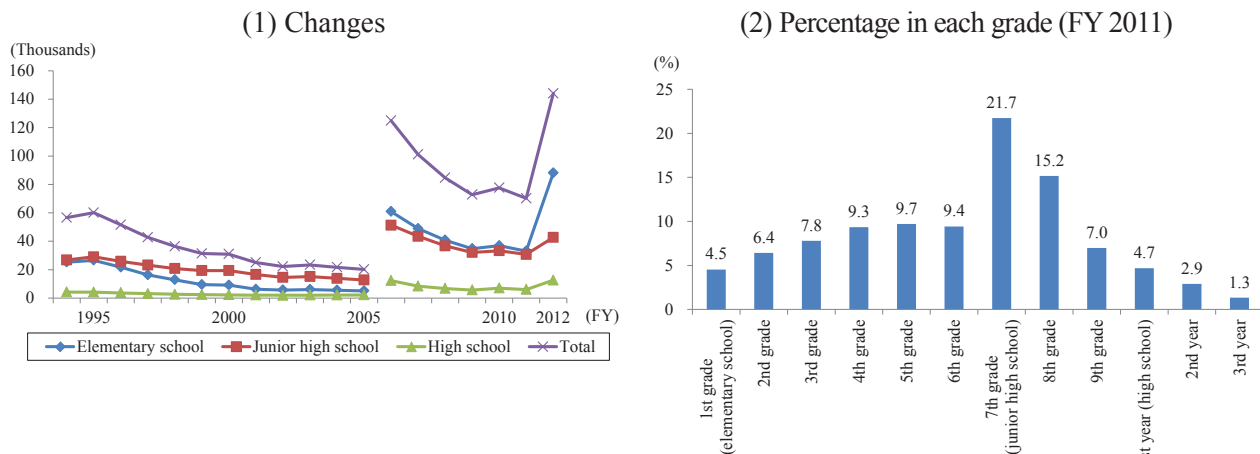 (1) Changes
(Thousands)
160
140
120
100
80
60
40
20
0
1995
2000
2005
2010
2012
(FY)
Elementary school
Junior high school
High school
Total
(2) Percentage in each grade (FY 2011)
(%)
25
20
15
10
5
0
4.5
6.4
7.8
9.3
9.7
9.4
21.7
15.2
7.0
4.7
2.9
1.3
1st grade
(elementary school)
2nd grade
3rd grade
4th grade
5th grade
6th grade
7th grade
(junior high school)
8th grade
9th grade
st year (high school)
2nd year
3rd year